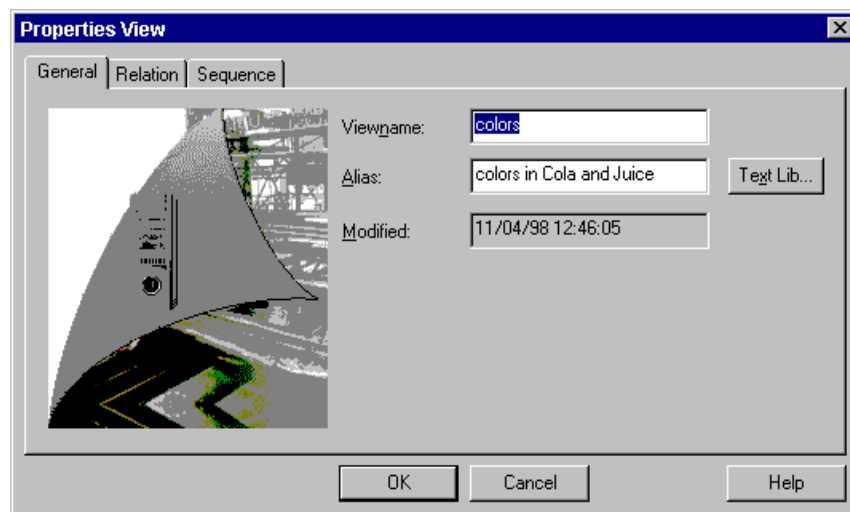 Properties View
General Relation Sequence
Viewname: colors
Alias: colors in Cola and Juice Text Lib...
Modified: 11/04/98 12:46:05
OK Cancel Help